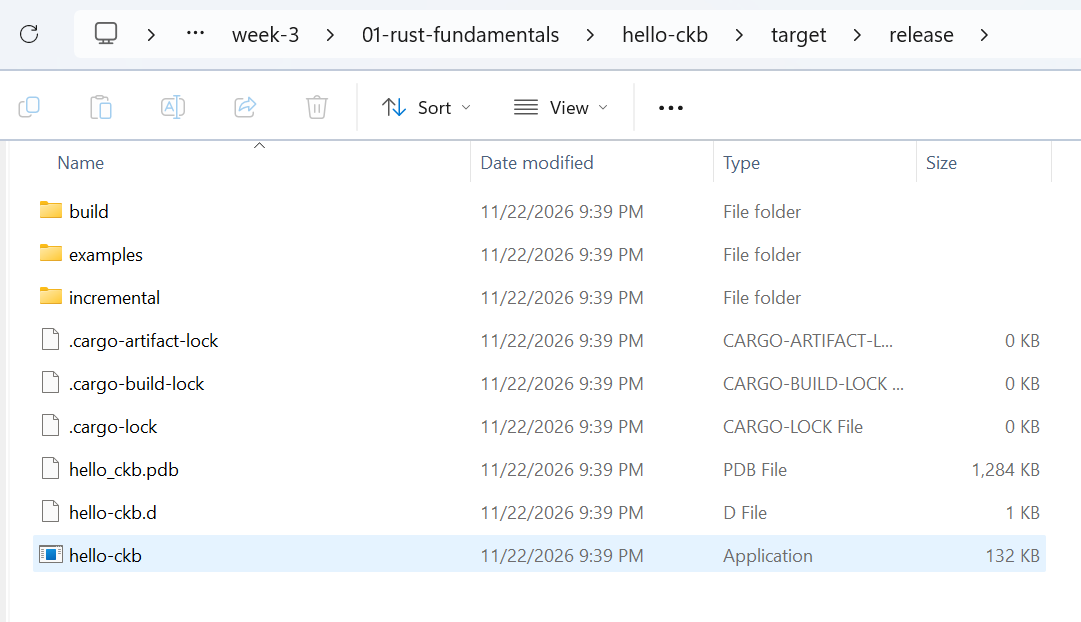 ... week-3 > 01-rust-fundamentals > hello-ckb > target > release >
Sort View ...
Name Date modified Type Size
build 11/22/2026 9:39 PM File folder
examples 11/22/2026 9:39 PM File folder
incremental 11/22/2026 9:39 PM File folder
.cargo-artifact-lock 11/22/2026 9:39 PM CARGO-ARTIFACT-L... 0 KB
.cargo-build-lock 11/22/2026 9:39 PM CARGO-BUILD-LOCK ... 0 KB
.cargo-lock 11/22/2026 9:39 PM CARGO-LOCK File 0 KB
hello_ckb.pdb 11/22/2026 9:39 PM PDB File 1,284 KB
hello-ckb.d 11/22/2026 9:39 PM D File 1 KB
hello-ckb 11/22/2026 9:39 PM Application 132 KB